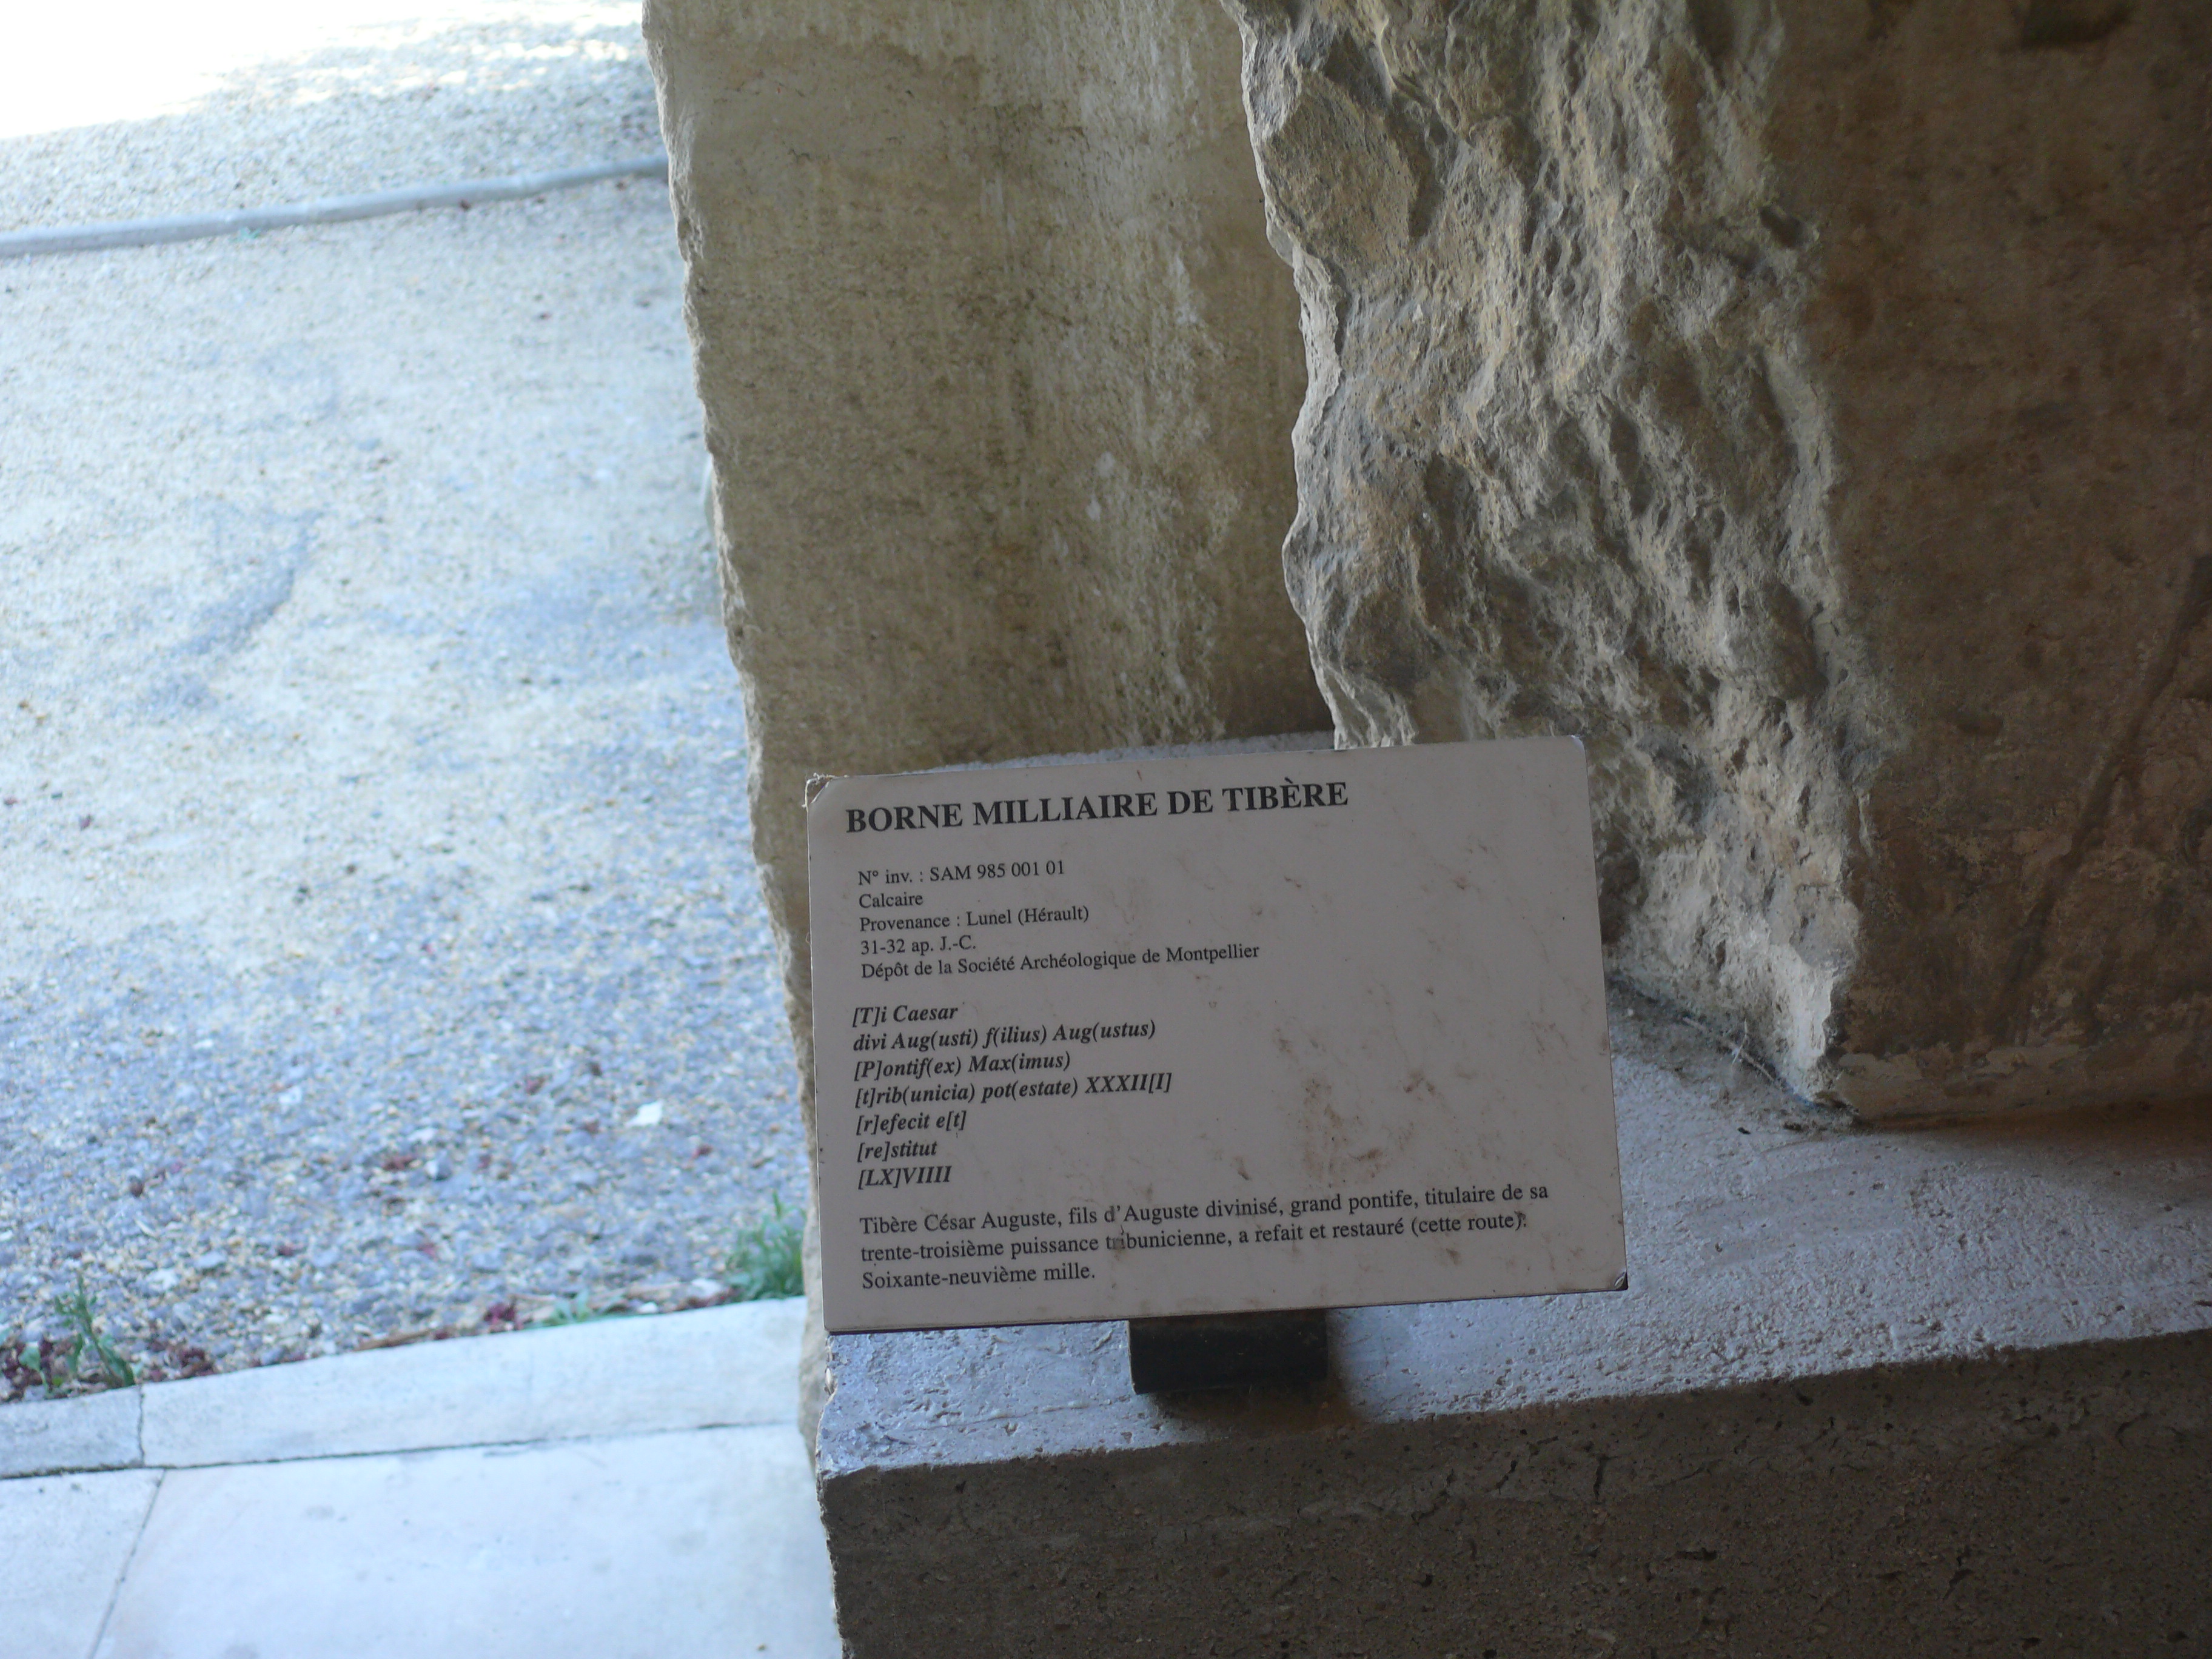 BORNE MILLIAIRE DE TIBÈRE
N° inv. : SAM 985 001 01
Calcaire
Provenance : Lunel (Hérault)
31-32 ap. J.-C.
Dépôt de la Société Archéologique de Montpellier
[T]i Caesar
divi Aug(usti) f(ilius) Aug(ustus)
[P]ontif(ex) Max(imus)
[t]rib(unicia) pot(estate) XXXII[I]
[r]efecit e[t]
[re]stitut
[LX]VIIII
Tibère César Auguste, fils d'Auguste divinisé, grand pontife, titulaire de sa
trente-troisième puissance tribunicienne, a refait et restauré (cette route).
Soixante-neuvième mille.